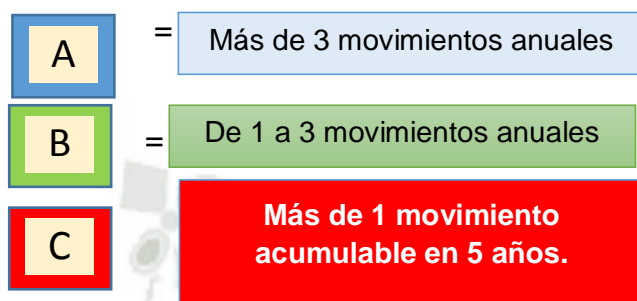 A = Más de 3 movimientos anuales
B = De 1 a 3 movimientos anuales
C Más de 1 movimiento
acumulable en 5 años.